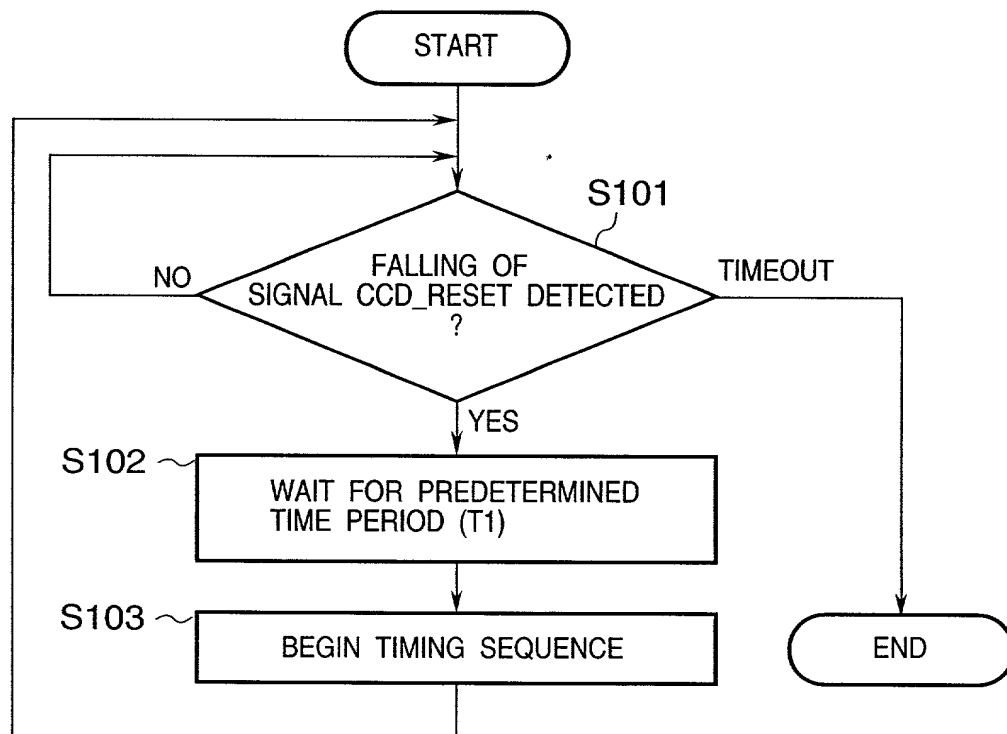 START
S101
FALLING OF
SIGNAL CCD_RESET DETECTED
?
NO
TIMEOUT
YES
S102
WAIT FOR PREDETERMINED
TIME PERIOD (T1)
S103
BEGIN TIMING SEQUENCE
END